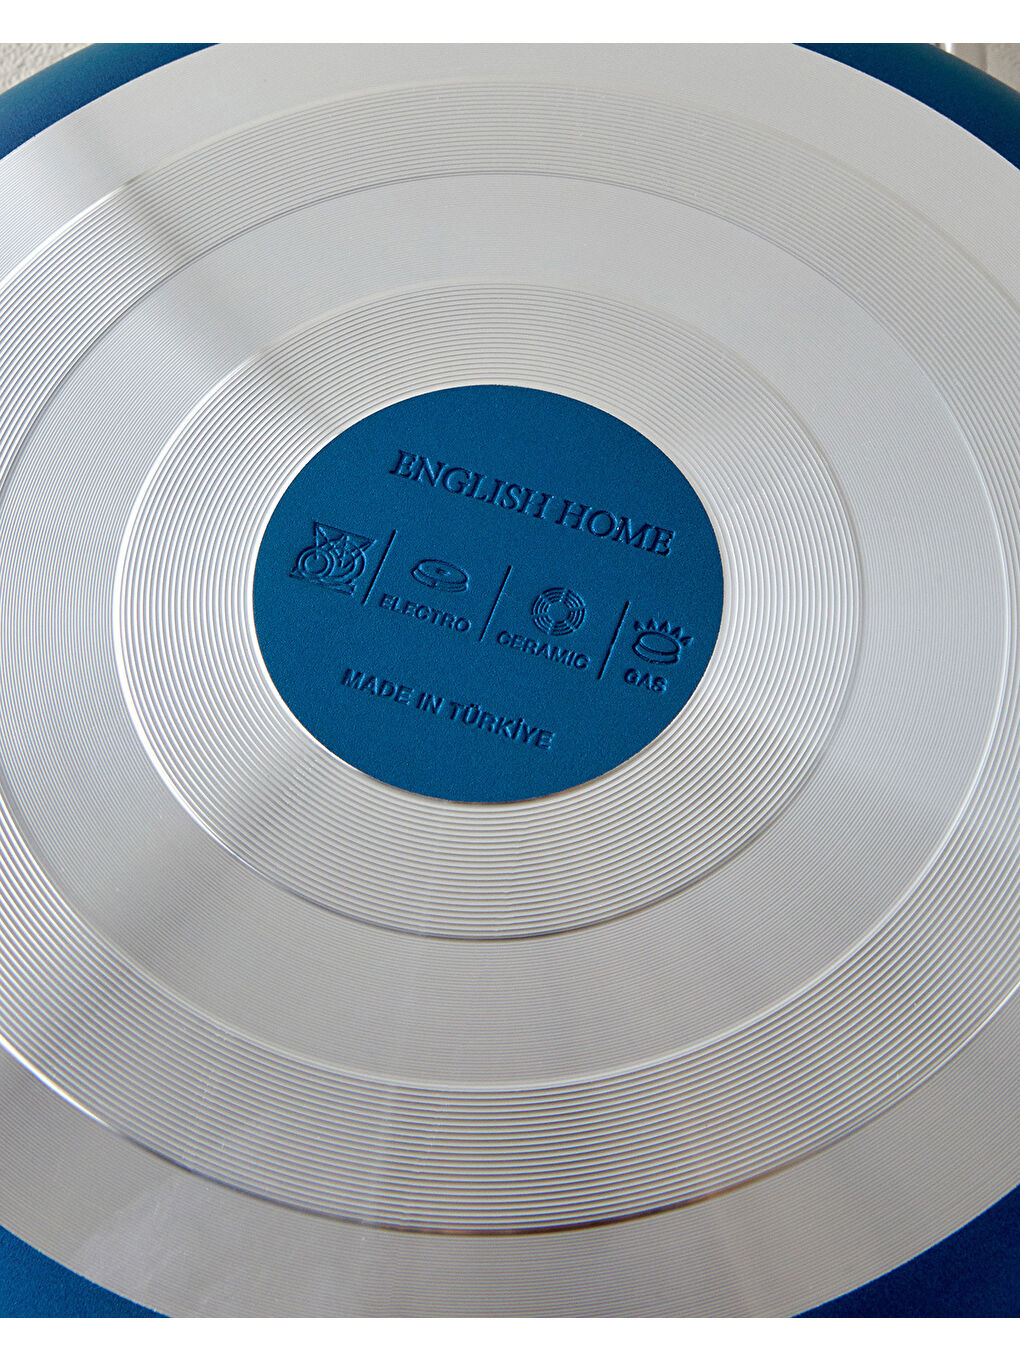 ENGLISH HOME
ELECTRO
CERAMIC
GAS
MADE IN TÜRKİYE